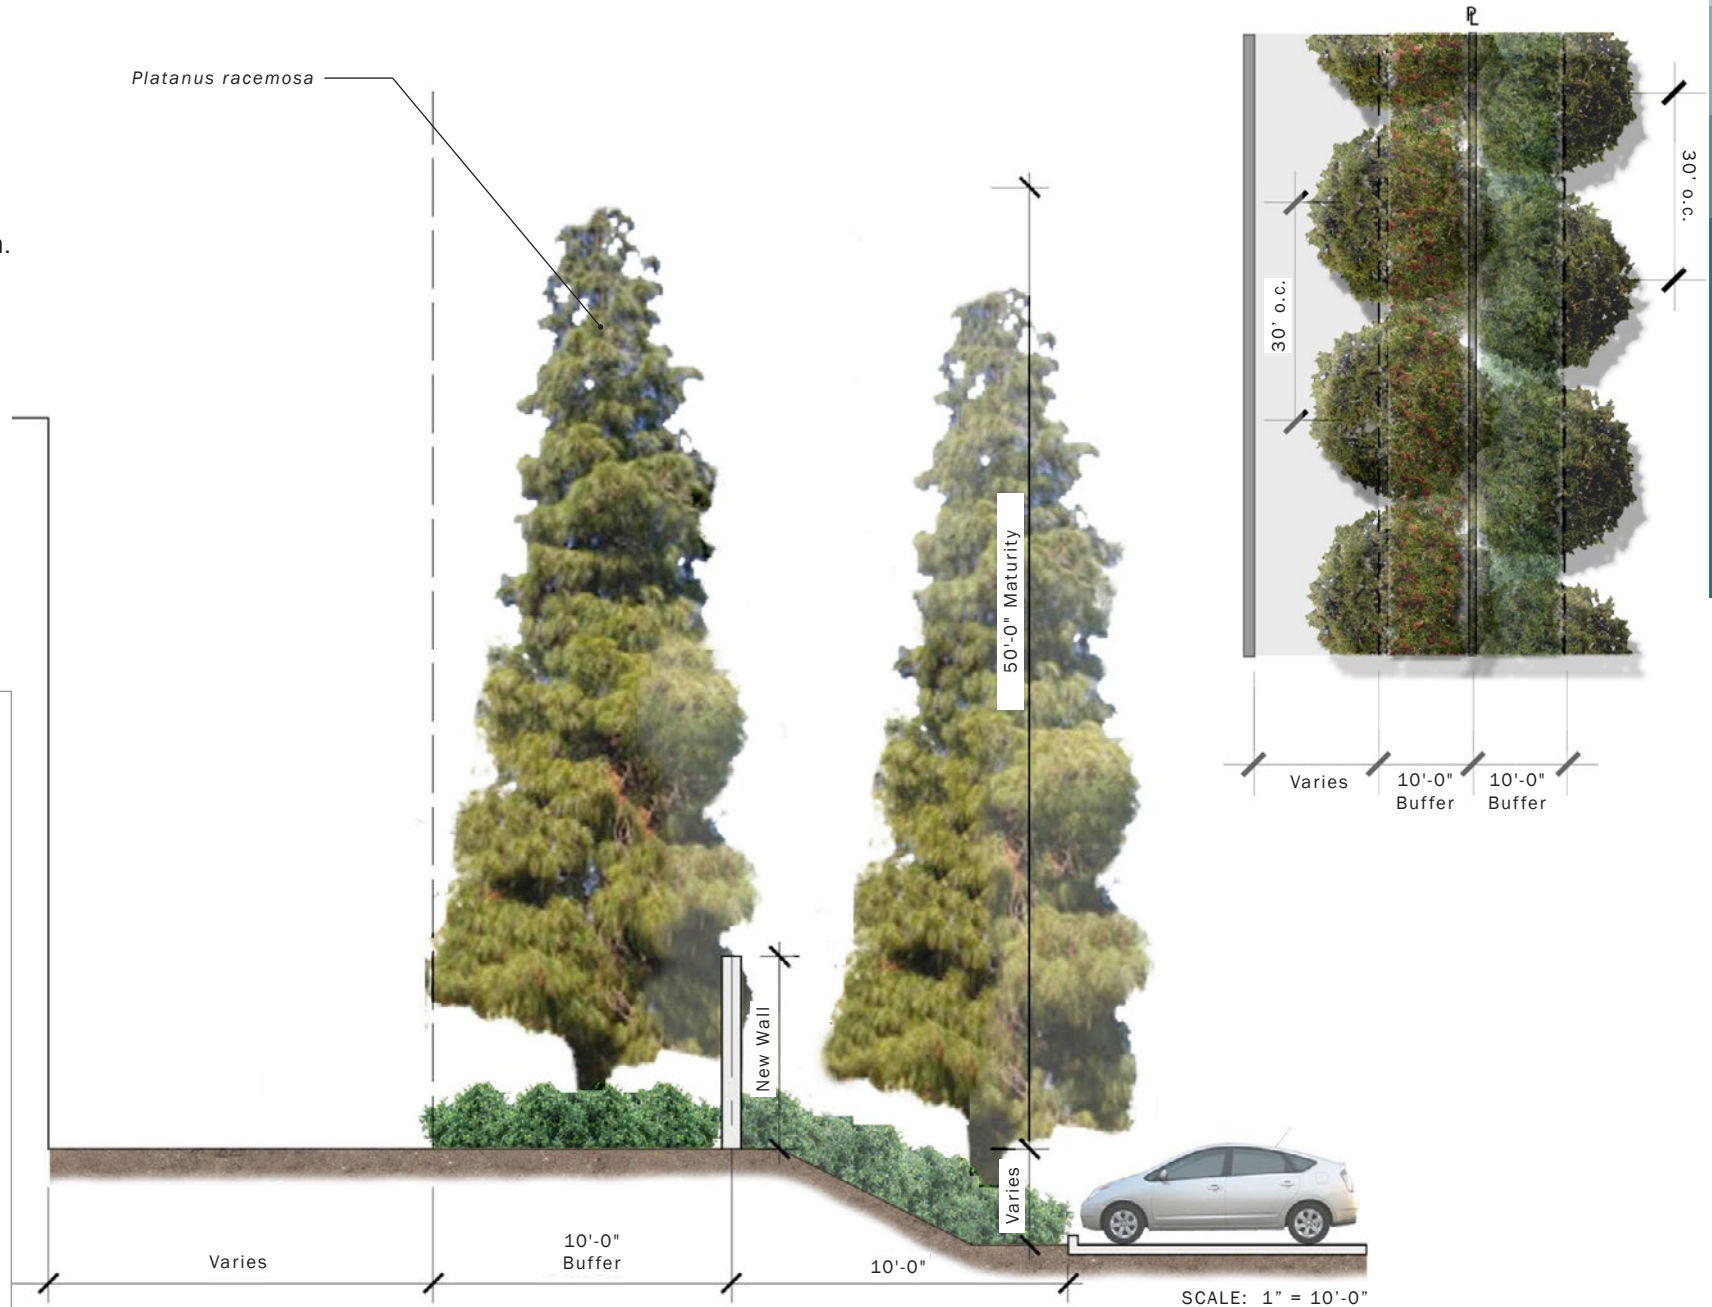 Platanus racemosa
n.
50'-0" Maturity
New Wall
Varies
Varies
10'-0"
Buffer
10'-0"
SCALE: 1” = 10’-0”
PL
30’ o.c.
30’ o.c.
Varies
10'-0"
Buffer
10'-0"
Buffer